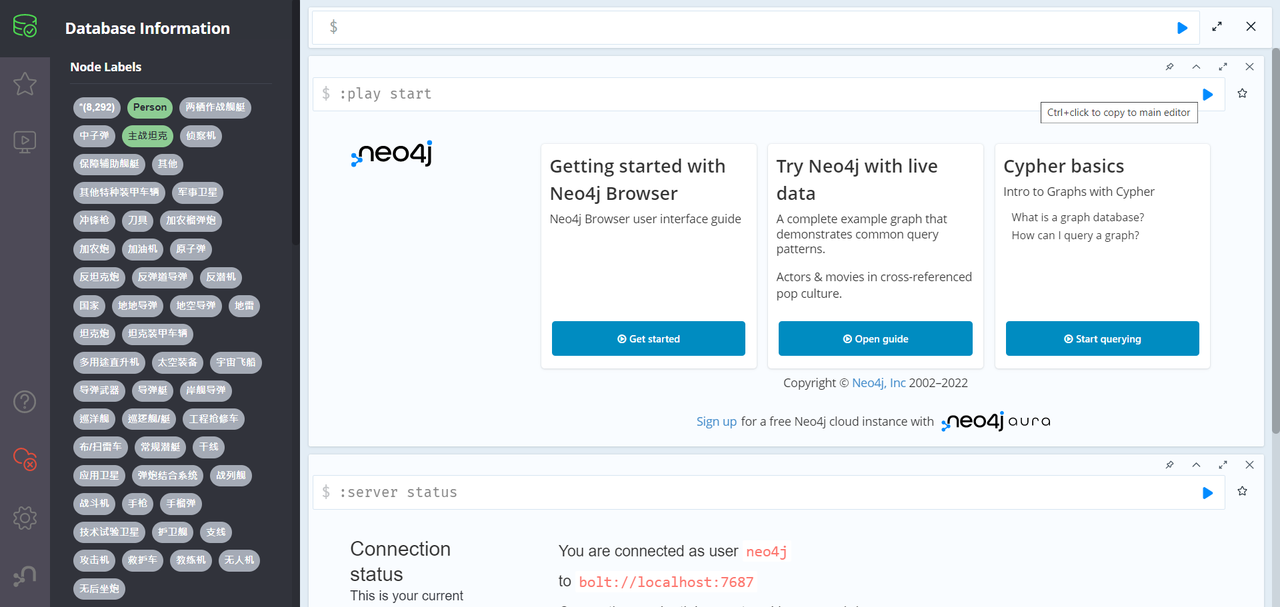 Database Information
Node Labels
*(8,292) Person 两栖作战舰艇
中子弹 主战坦克 侦察机
保障辅助舰艇 其他
其他特种装甲车辆 军事卫星
冲锋枪 刀具 加农榴弹炮
加农炮 加油机 原子弹
反坦克炮 反弹道导弹 反潜机
国家 地地导弹 地空导弹 地雷
坦克炮 坦克装甲车辆
多用途直升机 太空装备 宇宙飞船
导弹武器 导弹艇 岸舰导弹
巡洋舰 巡逻舰/艇 工程抢修车
布/扫雷车 常规潜艇 干线
应用卫星 弹炮结合系统 战列舰
战斗机 手枪 手榴弹
技术试验卫星 护卫舰 支线
攻击机 救护车 教练机 无人机
无后坐炮
$
$ :play start
Ctrl+click to copy to main editor
neo4j
Getting started with
Neo4j Browser
Neo4j Browser user interface guide
Get started
Try Neo4j with live
data
A complete example graph that
demonstrates common query
patterns.
Actors & movies in cross-referenced
pop culture.
Open guide
Cypher basics
Intro to Graphs with Cypher
What is a graph database?
How can I query a graph?
Start querying
Copyright © Neo4j, Inc 2002–2022
Sign up for a free Neo4j cloud instance with neo4j aura
$ :server status
Connection
status
This is your current
You are connected as user neo4j
to bolt://localhost:7687